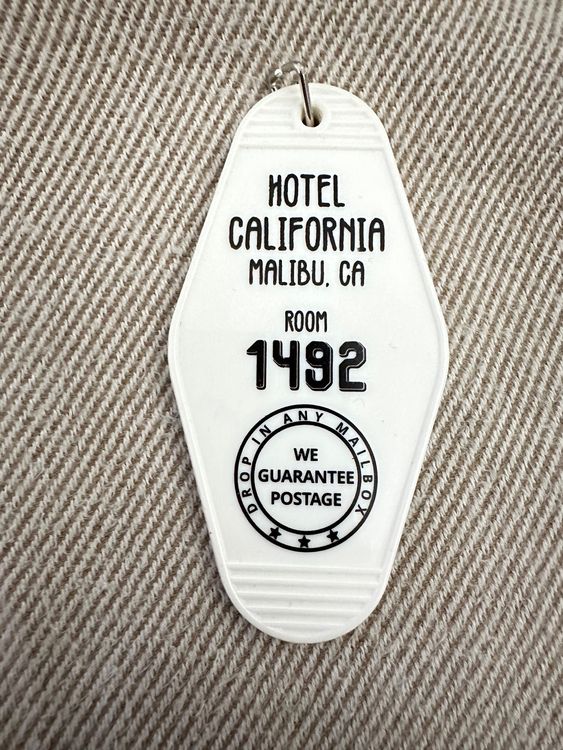 HOTEL
CALIFORNIA
MALIBU, CA
ROOM
1492
DROP IN ANY MAILBOX
WE
GUARANTEE
POSTAGE